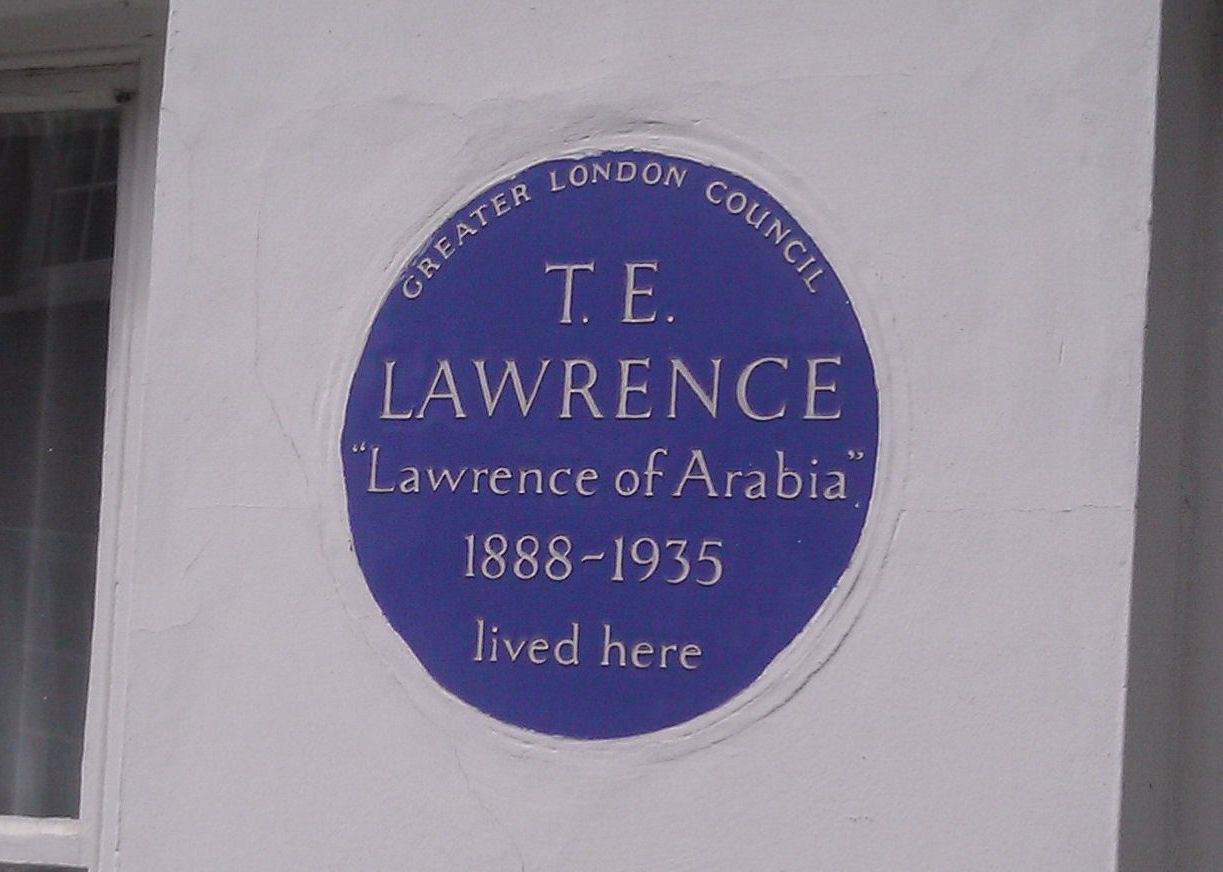 GREATER LONDON COUNCIL
T. E.
LAWRENCE
“Lawrence of Arabia”
1888~1935
lived here